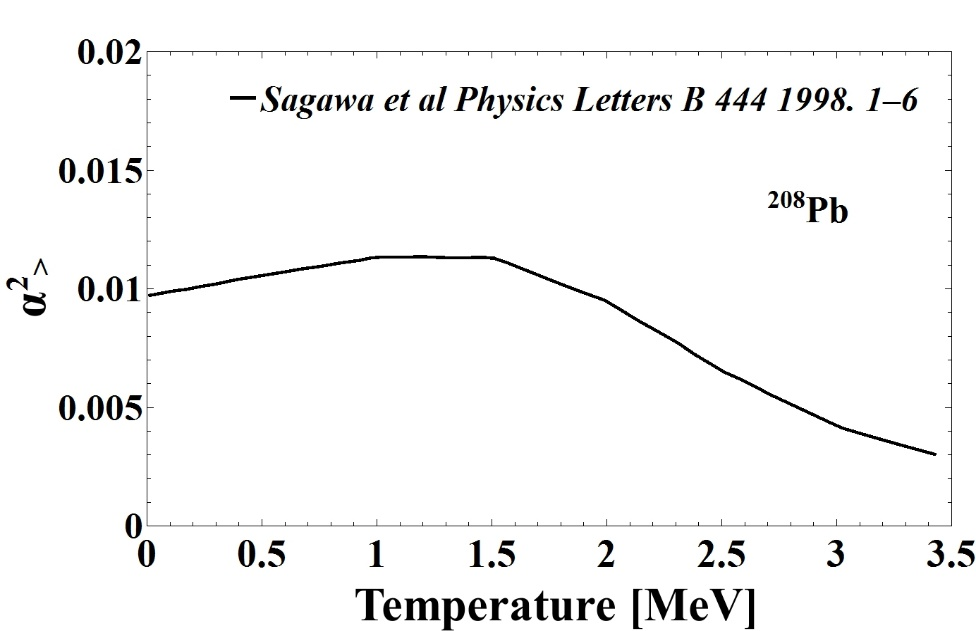 0.02
Sagawa et al Physics Letters B 444 1998. 1–6
0.015
²⁰⁸Pb
α²>
0.01
0.005
0
0 0.5 1 1.5 2 2.5 3 3.5
Temperature [MeV]